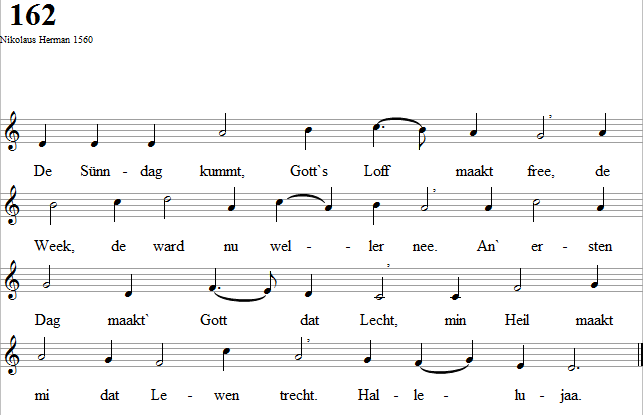 162
Nikolaus Herman 1560
De Sünn - dag kummt, Gott`s Loff maakt free, de
Week, de ward nu wel - - ler nee. An` er - sten
Dag maakt` Gott dat Lecht, min Heil maakt
mi dat Le - wen trecht. Hal - le - lu - jaa.